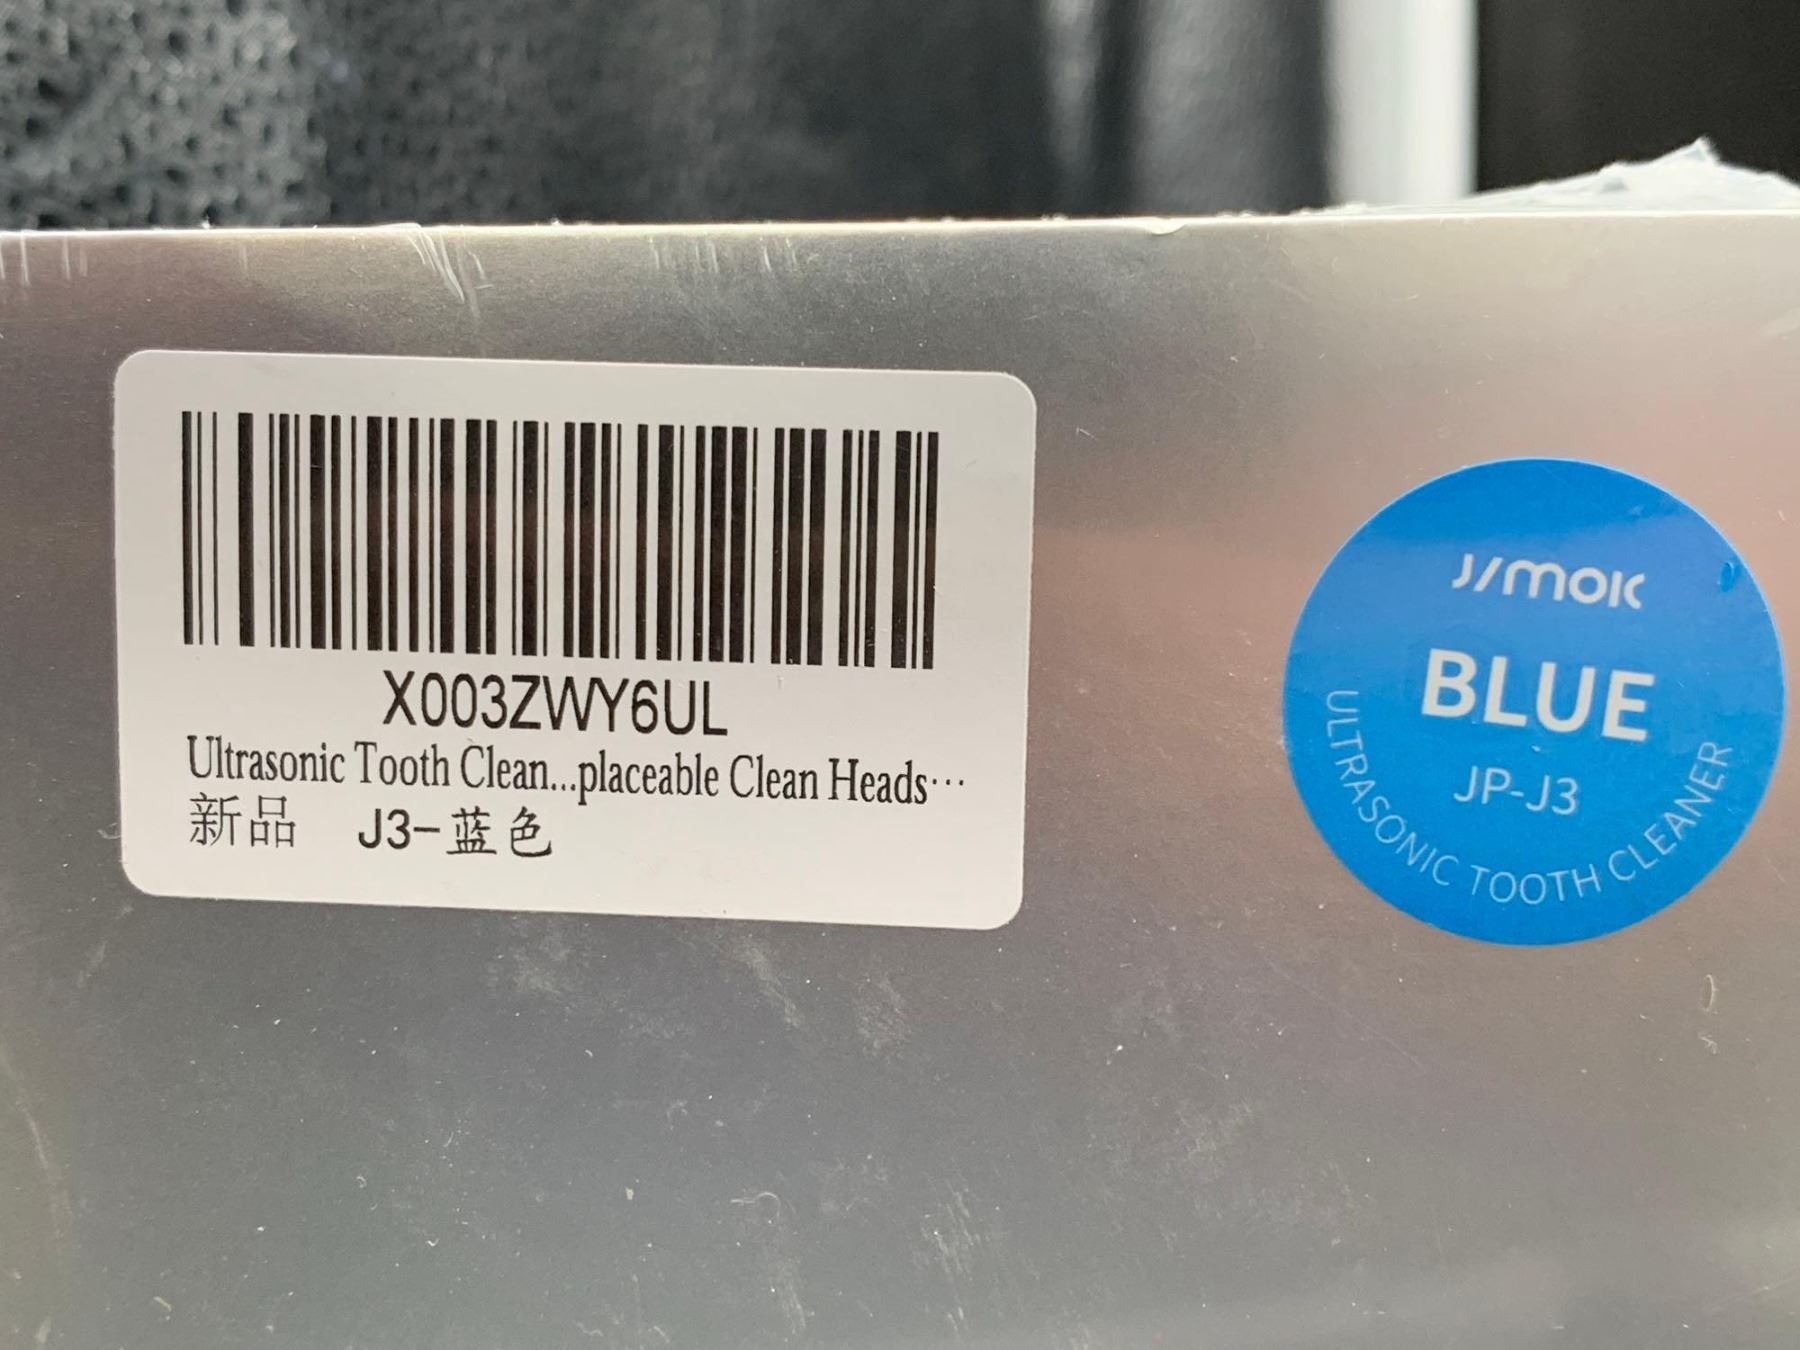 X003ZWY6UL
Ultrasonic Tooth Clean...placeable Clean Heads···
新品 J3-蓝色
J/MOK
BLUE
JP-J3
ULTRASONIC TOOTH CLEANER